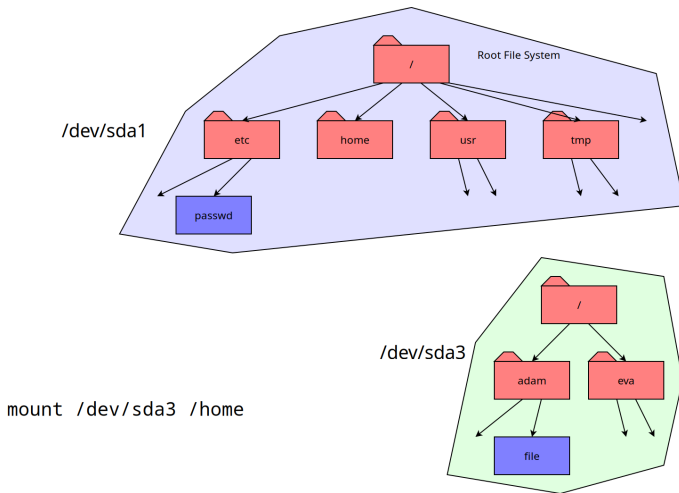 Root File System
/
/dev/sda1
etc
home
usr
tmp
passwd
/
/dev/sda3
adam
eva
mount /dev/sda3 /home
file